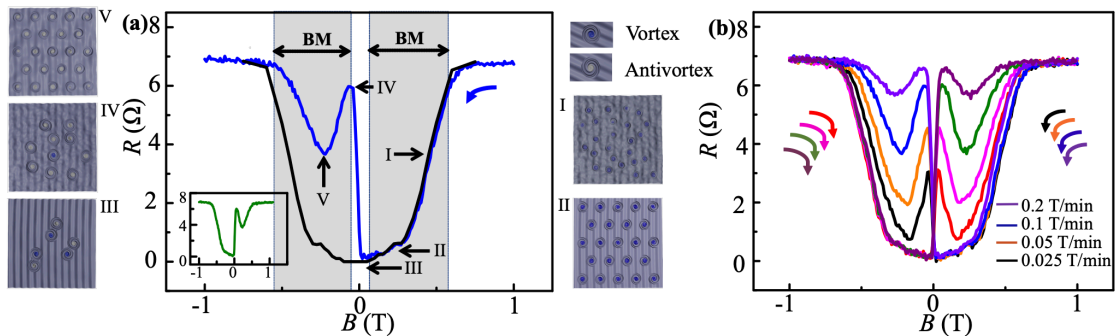 V
IV
III
(a)
BM
BM
IV
I
V
II
III
8
6
4
2
0
R (Ω)
-1
0
1
B (T)
8
4
0
-1
0
1
Vortex
Antivortex
I
II
(b)
8
6
4
2
0
R (Ω)
0.2 T/min
0.1 T/min
0.05 T/min
0.025 T/min
-1
0
1
B (T)